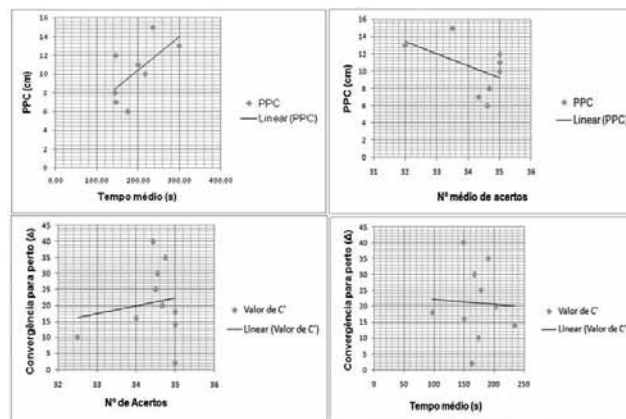 PPC (cm)
16
14
12
10
8
6
4
2
0
0.00 100.00 200.00 300.00 400.00
Tempo médio (s)
PPC
Linear (PPC)
PPC (cm)
16
14
12
10
8
6
4
2
0
31 32 33 34 35 36
Nº médio de acertos
PPC
Linear (PPC)
Convergência para perto (Δ)
45
40
35
30
25
20
15
10
5
0
32 33 34 35 36
Nº de Acertos
Valor de C'
Linear (Valor de C')
Convergência para perto (Δ)
45
40
35
30
25
20
15
10
5
0
0 50 100 150 200 250
Tempo médio (s)
Valor de C'
Linear (Valor de C')